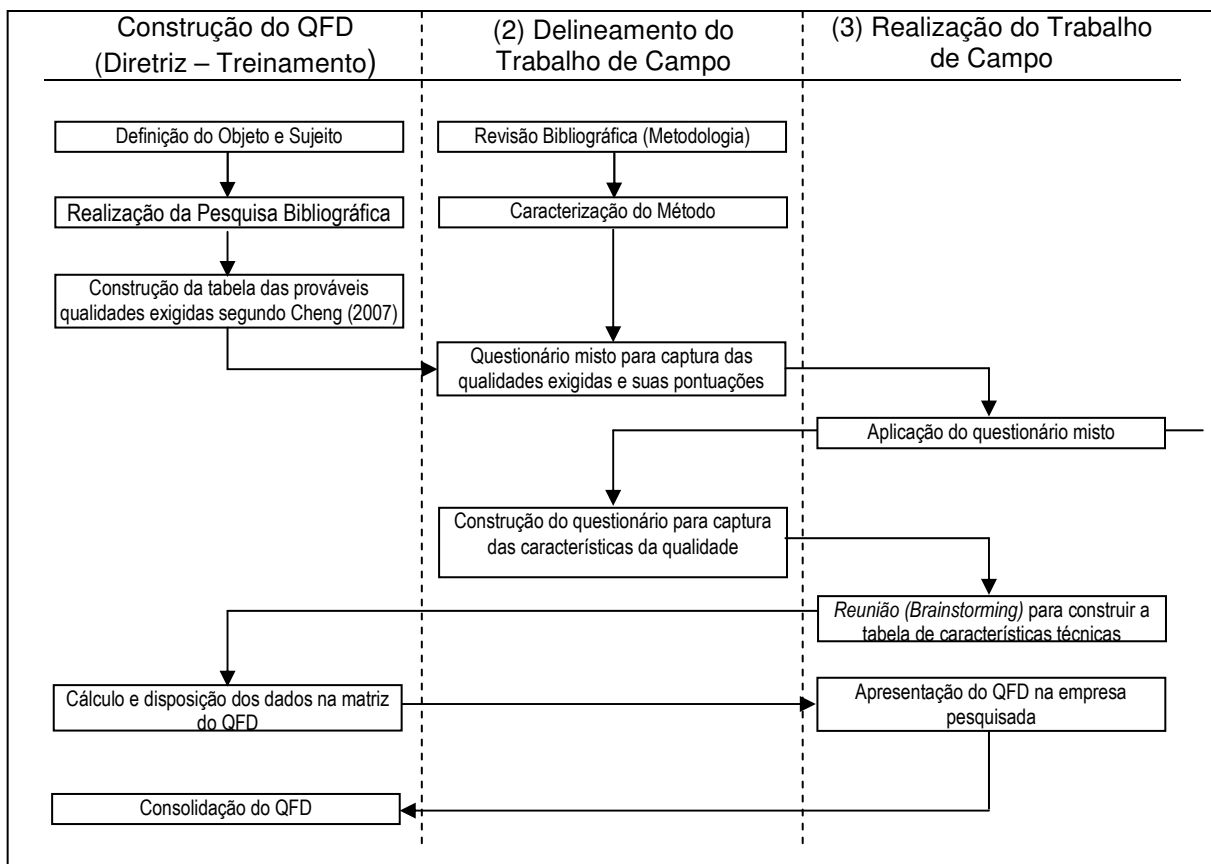 Construção do QFD
(Diretriz – Treinamento)
(2) Delineamento do
Trabalho de Campo
(3) Realização do Trabalho
de Campo
Definição do Objeto e Sujeito
Revisão Bibliográfica (Metodologia)
Realização da Pesquisa Bibliográfica
Caracterização do Método
Construção da tabela das prováveis
qualidades exigidas segundo Cheng (2007)
Questionário misto para captura das
qualidades exigidas e suas pontuações
Aplicação do questionário misto
Construção do questionário para captura
das características da qualidade
Reunião (Brainstorming) para construir a
tabela de características técnicas
Cálculo e disposição dos dados na matriz
do QFD
Apresentação do QFD na empresa
pesquisada
Consolidação do QFD